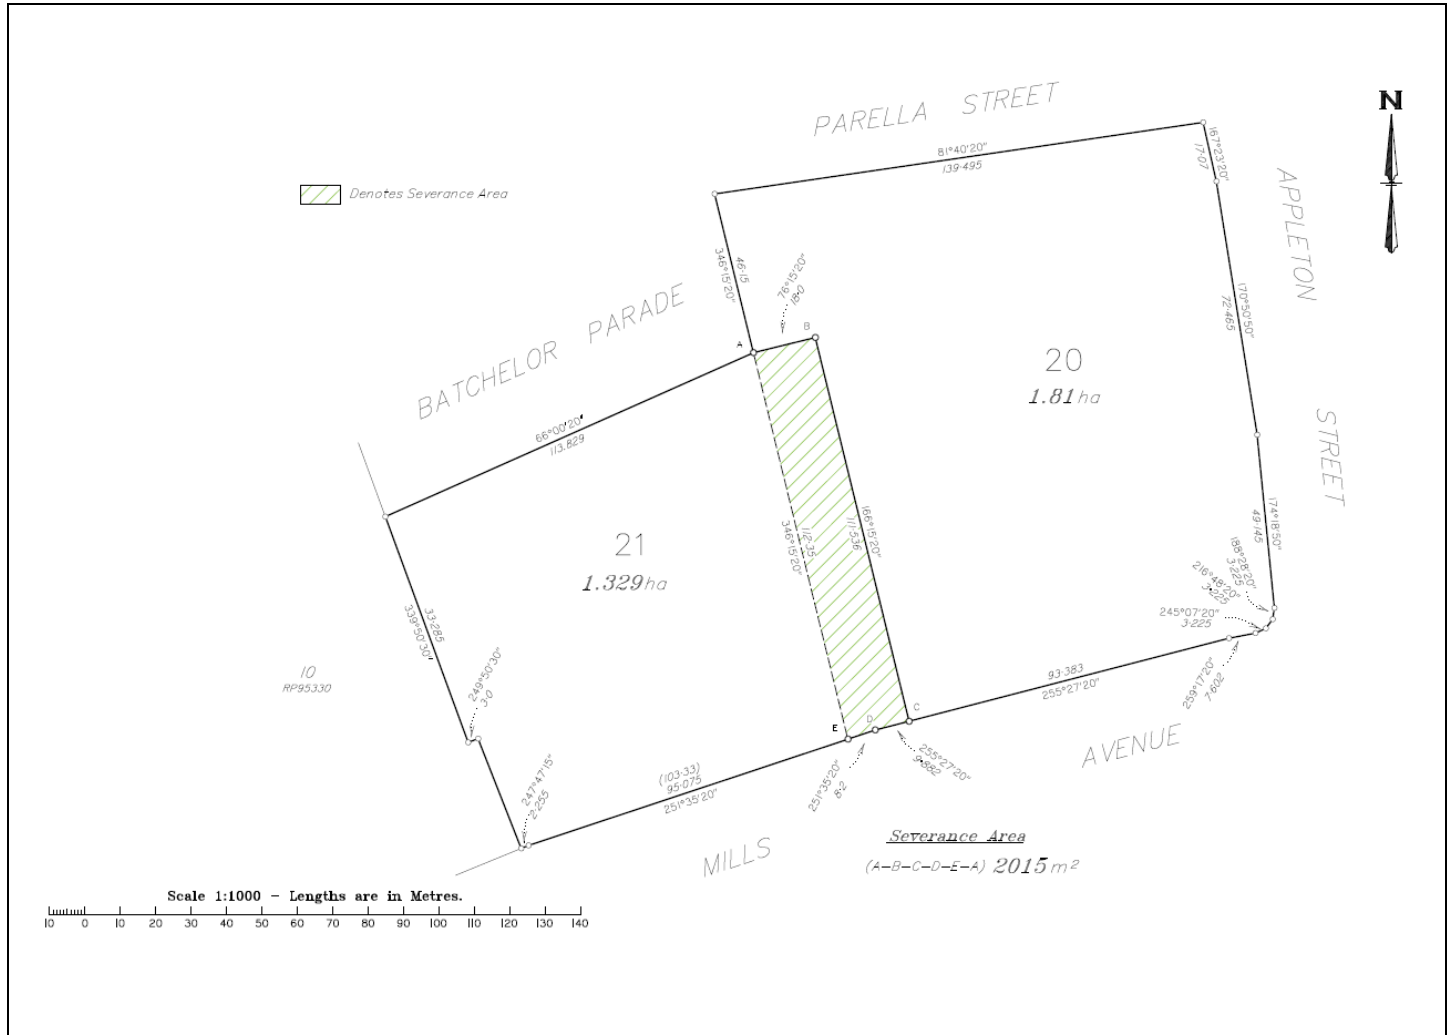 PARELLA STREET
N
81°40'20"
139·495
167°23'20"
17·07
APPLETON
STREET
Denotes Severance Area
346°15'20"
46·15
76°15'20"
18·0
BATCHELOR PARADE
A
B
20
1.81 ha
170°50'50"
72·465
66°00'20"
113.829
21
1.329 ha
346°15'20"
112·35
166°15'20"
111·536
174°18'50"
49·145
188°28'20"
3·225
216°48'20"
3·225
245°07'20"
3·225
339°50'30"
33·285
10
RP95330
249°50'30"
3·0
93·383
255°27'20"
259°17'20"
7·602
C
D
E
AVENUE
255°27'20"
9·882
251°35'20"
8·2
(103·33)
95·075
251°35'20"
247°47'15"
2·255
MILLS
Severance Area
(A-B-C-D-E-A) 2015 m²
Scale 1:1000 - Lengths are in Metres.
10 0 10 20 30 40 50 60 70 80 90 100 110 120 130 140